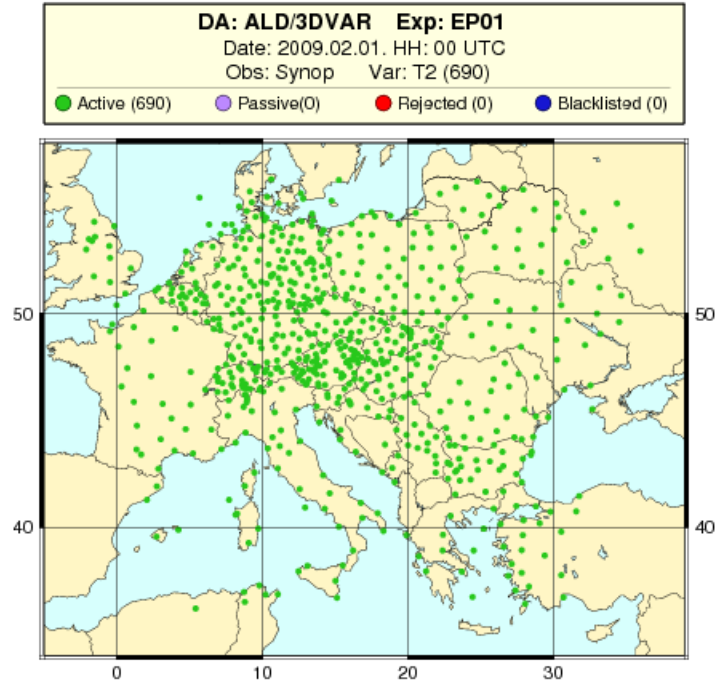 DA: ALD/3DVAR Exp: EP01
Date: 2009.02.01. HH: 00 UTC
Obs: Synop Var: T2 (690)
Active (690) Passive(0) Rejected (0) Blacklisted (0)
50 50
40 40
0 10 20 30